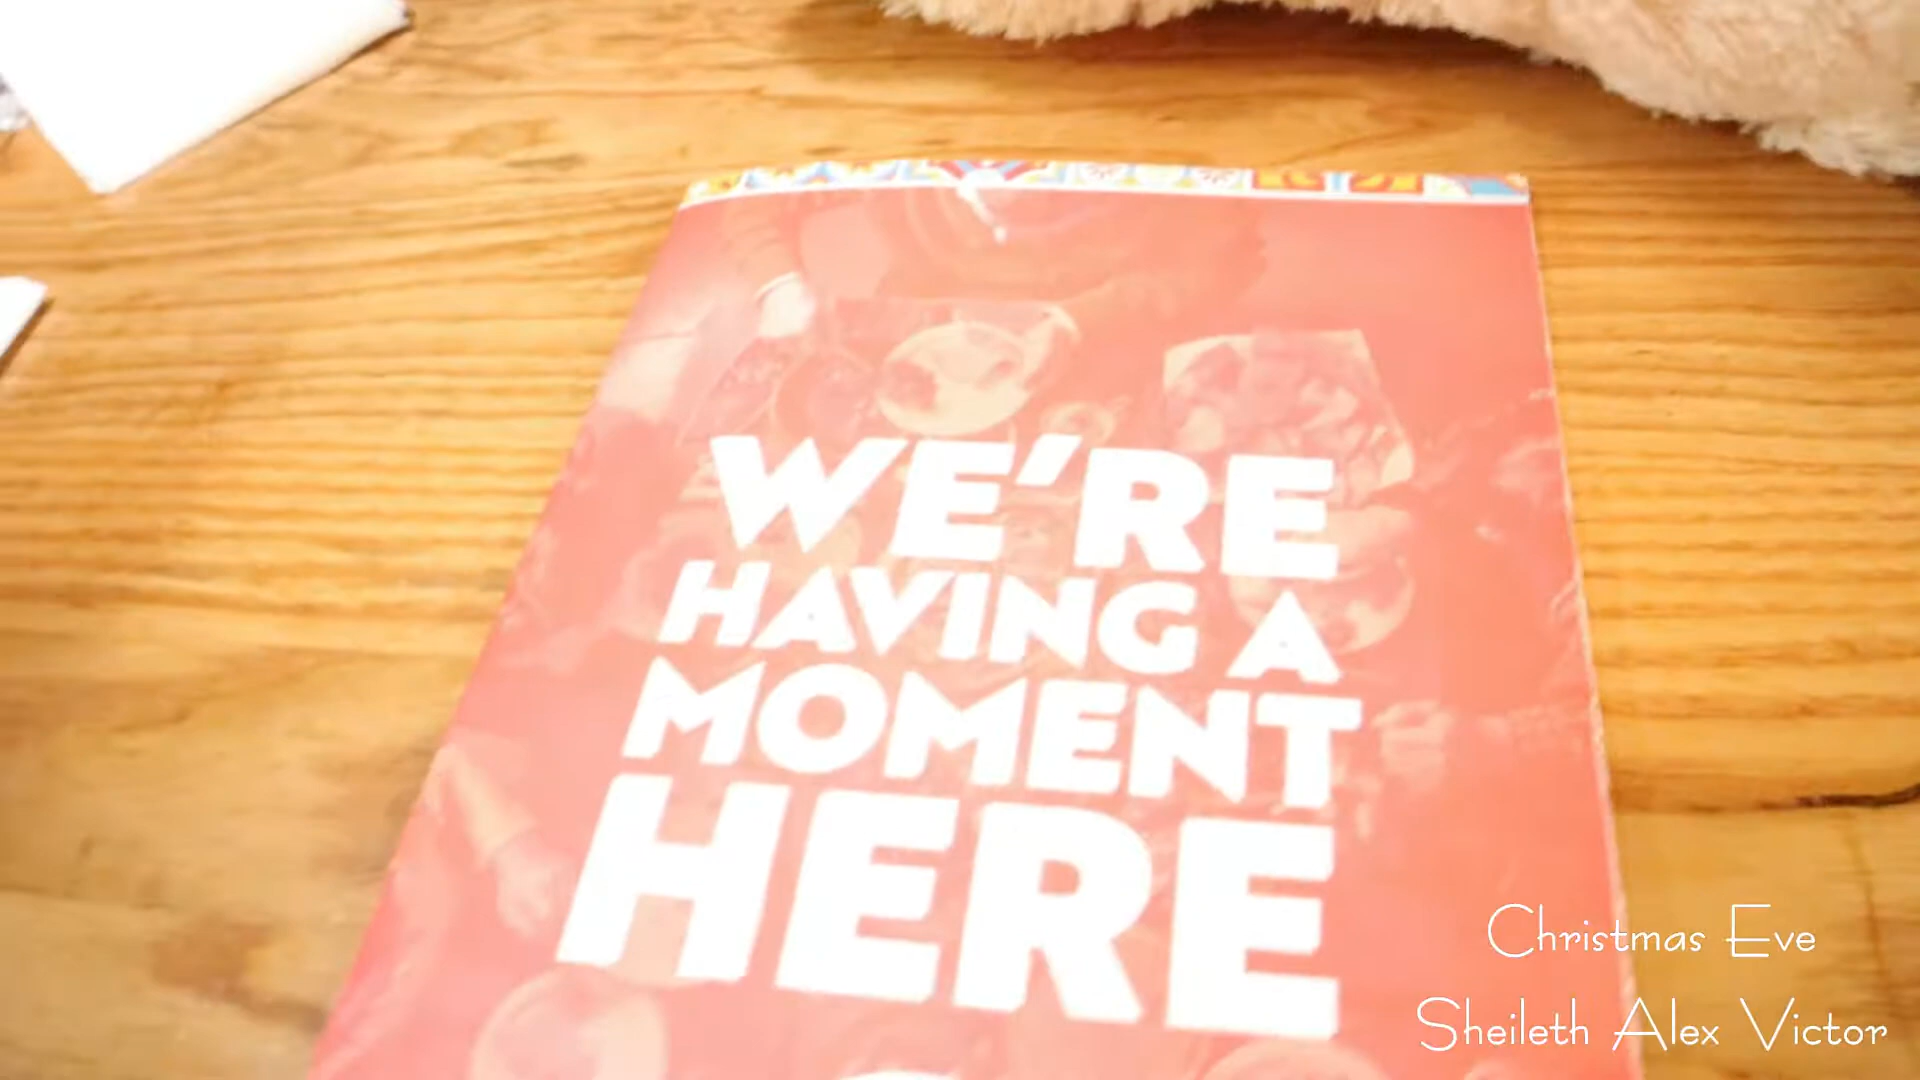 WE'RE
HAVING A
MOMENT
HERE
Christmas Eve
Sheileth Alex Victor